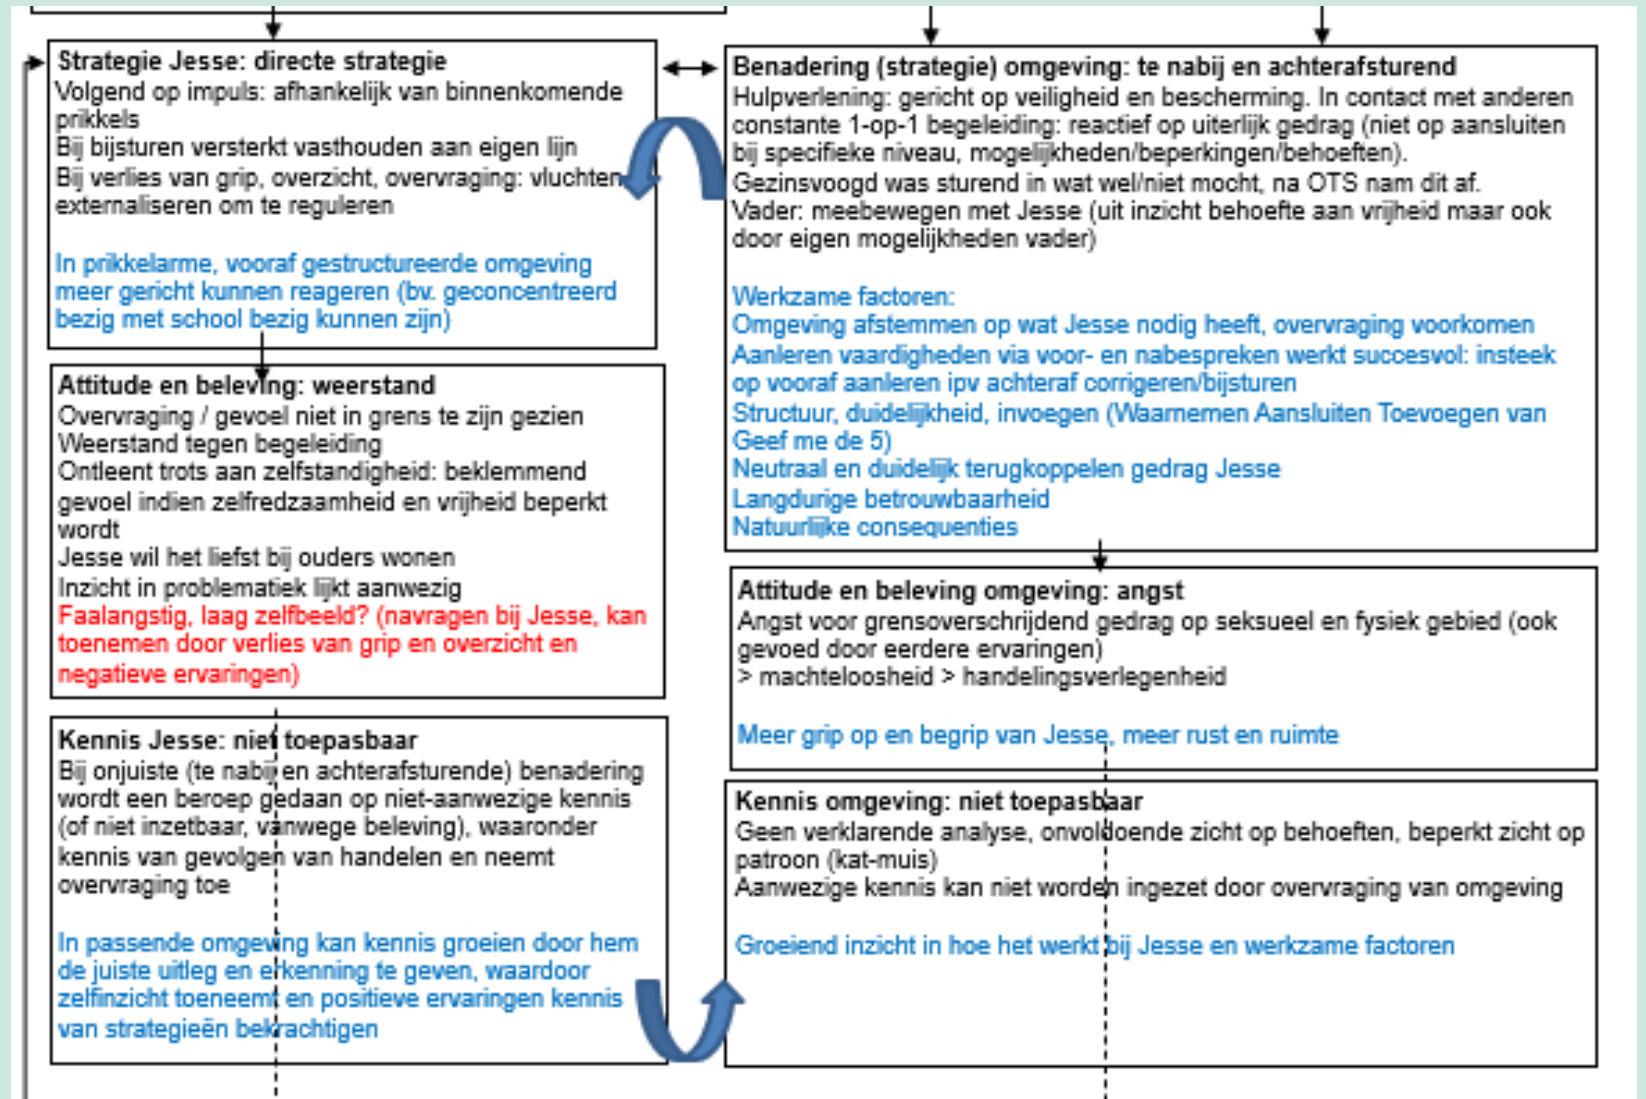 Strategie Jesse: directe strategie
Volgend op impuls: afhankelijk van binnenkomende
prikkels
Bij bijsturen versterkt vasthouden aan eigen lijn
Bij verlies van grip, overzicht, overvraging: vluchten,
externaliseren om te reguleren
In prikkelarme, vooraf gestructureerde omgeving
meer gericht kunnen reageren (bv. geconcentreerd
bezig met school bezig kunnen zijn)
Attitude en beleving: weerstand
Overvraging / gevoel niet in grens te zijn gezien
Weerstand tegen begeleiding
Ontleent trots aan zelfstandigheid: beklemmend
gevoel indien zelfredzaamheid en vrijheid beperkt
wordt
Jesse wil het liefst bij ouders wonen
Inzicht in problematiek lijkt aanwezig
Faalangstig, laag zelfbeeld? (navragen bij Jesse, kan
toenemen door verlies van grip en overzicht en
negatieve ervaringen)
Kennis Jesse: niet toepasbaar
Bij onjuiste (te nabij en achterafsturende) benadering
wordt een beroep gedaan op niet-aanwezige kennis
(of niet inzetbaar, vanwege beleving), waaronder
kennis van gevolgen van handelen en neemt
overvraging toe
In passende omgeving kan kennis groeien door hem
de juiste uitleg en erkenning te geven, waardoor
zelfinzicht toeneemt en positieve ervaringen kennis
van strategieën bekrachtigen
Benadering (strategie) omgeving: te nabij en achterafsturend
Hulpverlening: gericht op veiligheid en bescherming. In contact met anderen
constante 1-op-1 begeleiding: reactief op uiterlijk gedrag (niet op aansluiten
bij specifieke niveau, mogelijkheden/beperkingen/behoeften).
Gezinsvoogd was sturend in wat wel/niet mocht, na OTS nam dit af.
Vader: meebewegen met Jesse (uit inzicht behoefte aan vrijheid maar ook
door eigen mogelijkheden vader)
Werkzame factoren:
Omgeving afstemmen op wat Jesse nodig heeft, overvraging voorkomen
Aanleren vaardigheden via voor- en nabespreken werkt succesvol: insteek
op vooraf aanleren ipv achteraf corrigeren/bijsturen
Structuur, duidelijkheid, invoegen (Waarnemen Aansluiten Toevoegen van
Geef me de 5)
Neutraal en duidelijk terugkoppelen gedrag Jesse
Langdurige betrouwbaarheid
Natuurlijke consequenties
Attitude en beleving omgeving: angst
Angst voor grensoverschrijdend gedrag op seksueel en fysiek gebied (ook
gevoed door eerdere ervaringen)
> machteloosheid > handelingsverlegenheid
Meer grip op en begrip van Jesse, meer rust en ruimte
Kennis omgeving: niet toepasbaar
Geen verklarende analyse, onvoldoende zicht op behoeften, beperkt zicht op
patroon (kat-muis)
Aanwezige kennis kan niet worden ingezet door overvraging van omgeving
Groeiend inzicht in hoe het werkt bij Jesse en werkzame factoren